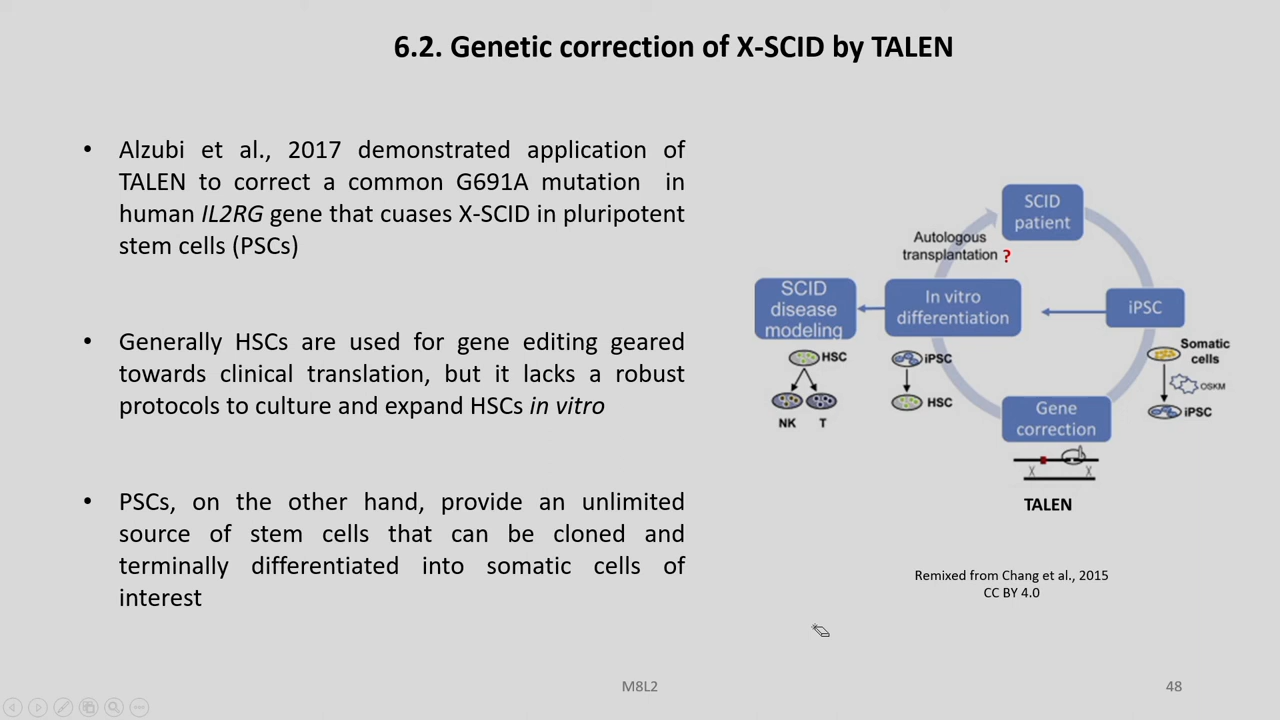 6.2. Genetic correction of X-SCID by TALEN
• Alzubi et al., 2017 demonstrated application of
TALEN to correct a common G691A mutation in
human IL2RG gene that cuases X-SCID in pluripotent
stem cells (PSCs)
• Generally HSCs are used for gene editing geared
towards clinical translation, but it lacks a robust
protocols to culture and expand HSCs in vitro
• PSCs, on the other hand, provide an unlimited
source of stem cells that can be cloned and
terminally differentiated into somatic cells of
interest
SCID
patient
Autologous
transplantation ?
SCID
disease
modeling
In vitro
differentiation
iPSC
HSC
NK T
iPSC
HSC
Somatic
cells
OSKM
iPSC
Gene
correction
TALEN
Remixed from Chang et al., 2015
CC BY 4.0
M8L2
48